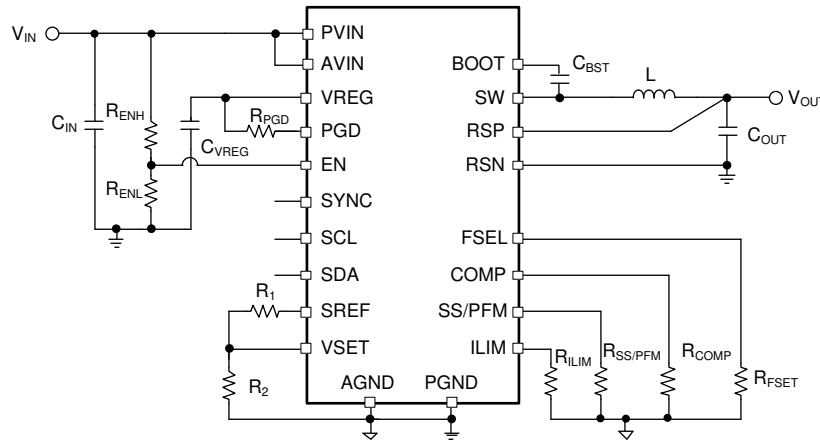 VIN
PVIN
AVIN
VREG
PGD
EN
SYNC
SCL
SDA
SREF
VSET
AGND
PGND
BOOT
SW
RSP
RSN
FSEL
COMP
SS/PFM
ILIM
CIN
RENH
RENL
CVREG
RPGD
R1
R2
CBST
L
VOUT
COUT
RILIM
RSS/PFM
RCOMP
RFSET